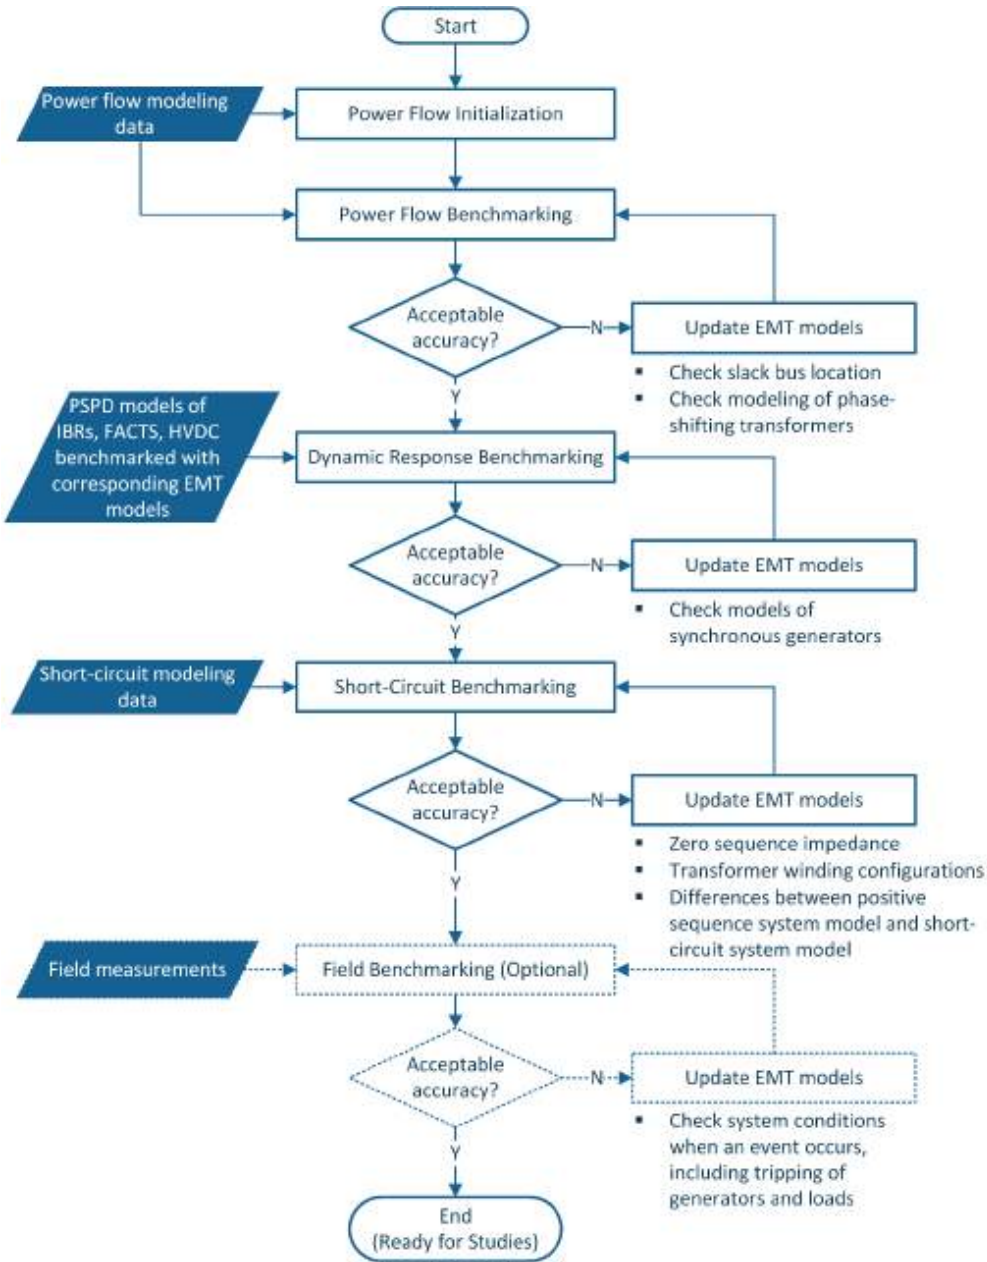 Start
Power flow modeling
data
Power Flow Initialization
Power Flow Benchmarking
Acceptable
accuracy?
N
Update EMT models
▪ Check slack bus location
▪ Check modeling of phase-
shifting transformers
Y
PSPD models of
IBRs, FACTS, HVDC
benchmarked with
corresponding EMT
models
Dynamic Response Benchmarking
Acceptable
accuracy?
N
Update EMT models
▪ Check models of
synchronous generators
Y
Short-circuit modeling
data
Short-Circuit Benchmarking
Acceptable
accuracy?
N
Update EMT models
▪ Zero sequence impedance
▪ Transformer winding configurations
▪ Differences between positive
sequence system model and short-
circuit system model
Y
Field measurements
Field Benchmarking (Optional)
Acceptable
accuracy?
N
Update EMT models
▪ Check system conditions
when an event occurs,
including tripping of
generators and loads
Y
End
(Ready for Studies)